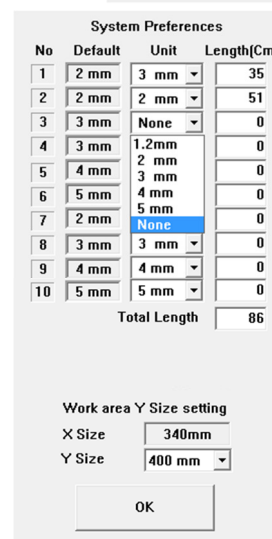 System Preferences
No Default Unit Length(Cm
1 2 mm 3 mm 35
2 2 mm 2 mm 51
3 3 mm None 0
4 3 mm 1.2mm 0
2 mm
5 4 mm 3 mm 0
4 mm
6 5 mm 5 mm 0
7 2 mm None 0
8 3 mm 3 mm 0
9 4 mm 4 mm 0
10 5 mm 5 mm 0
Total Length 86
Work area Y Size setting
X Size 340mm
Y Size 400 mm
OK